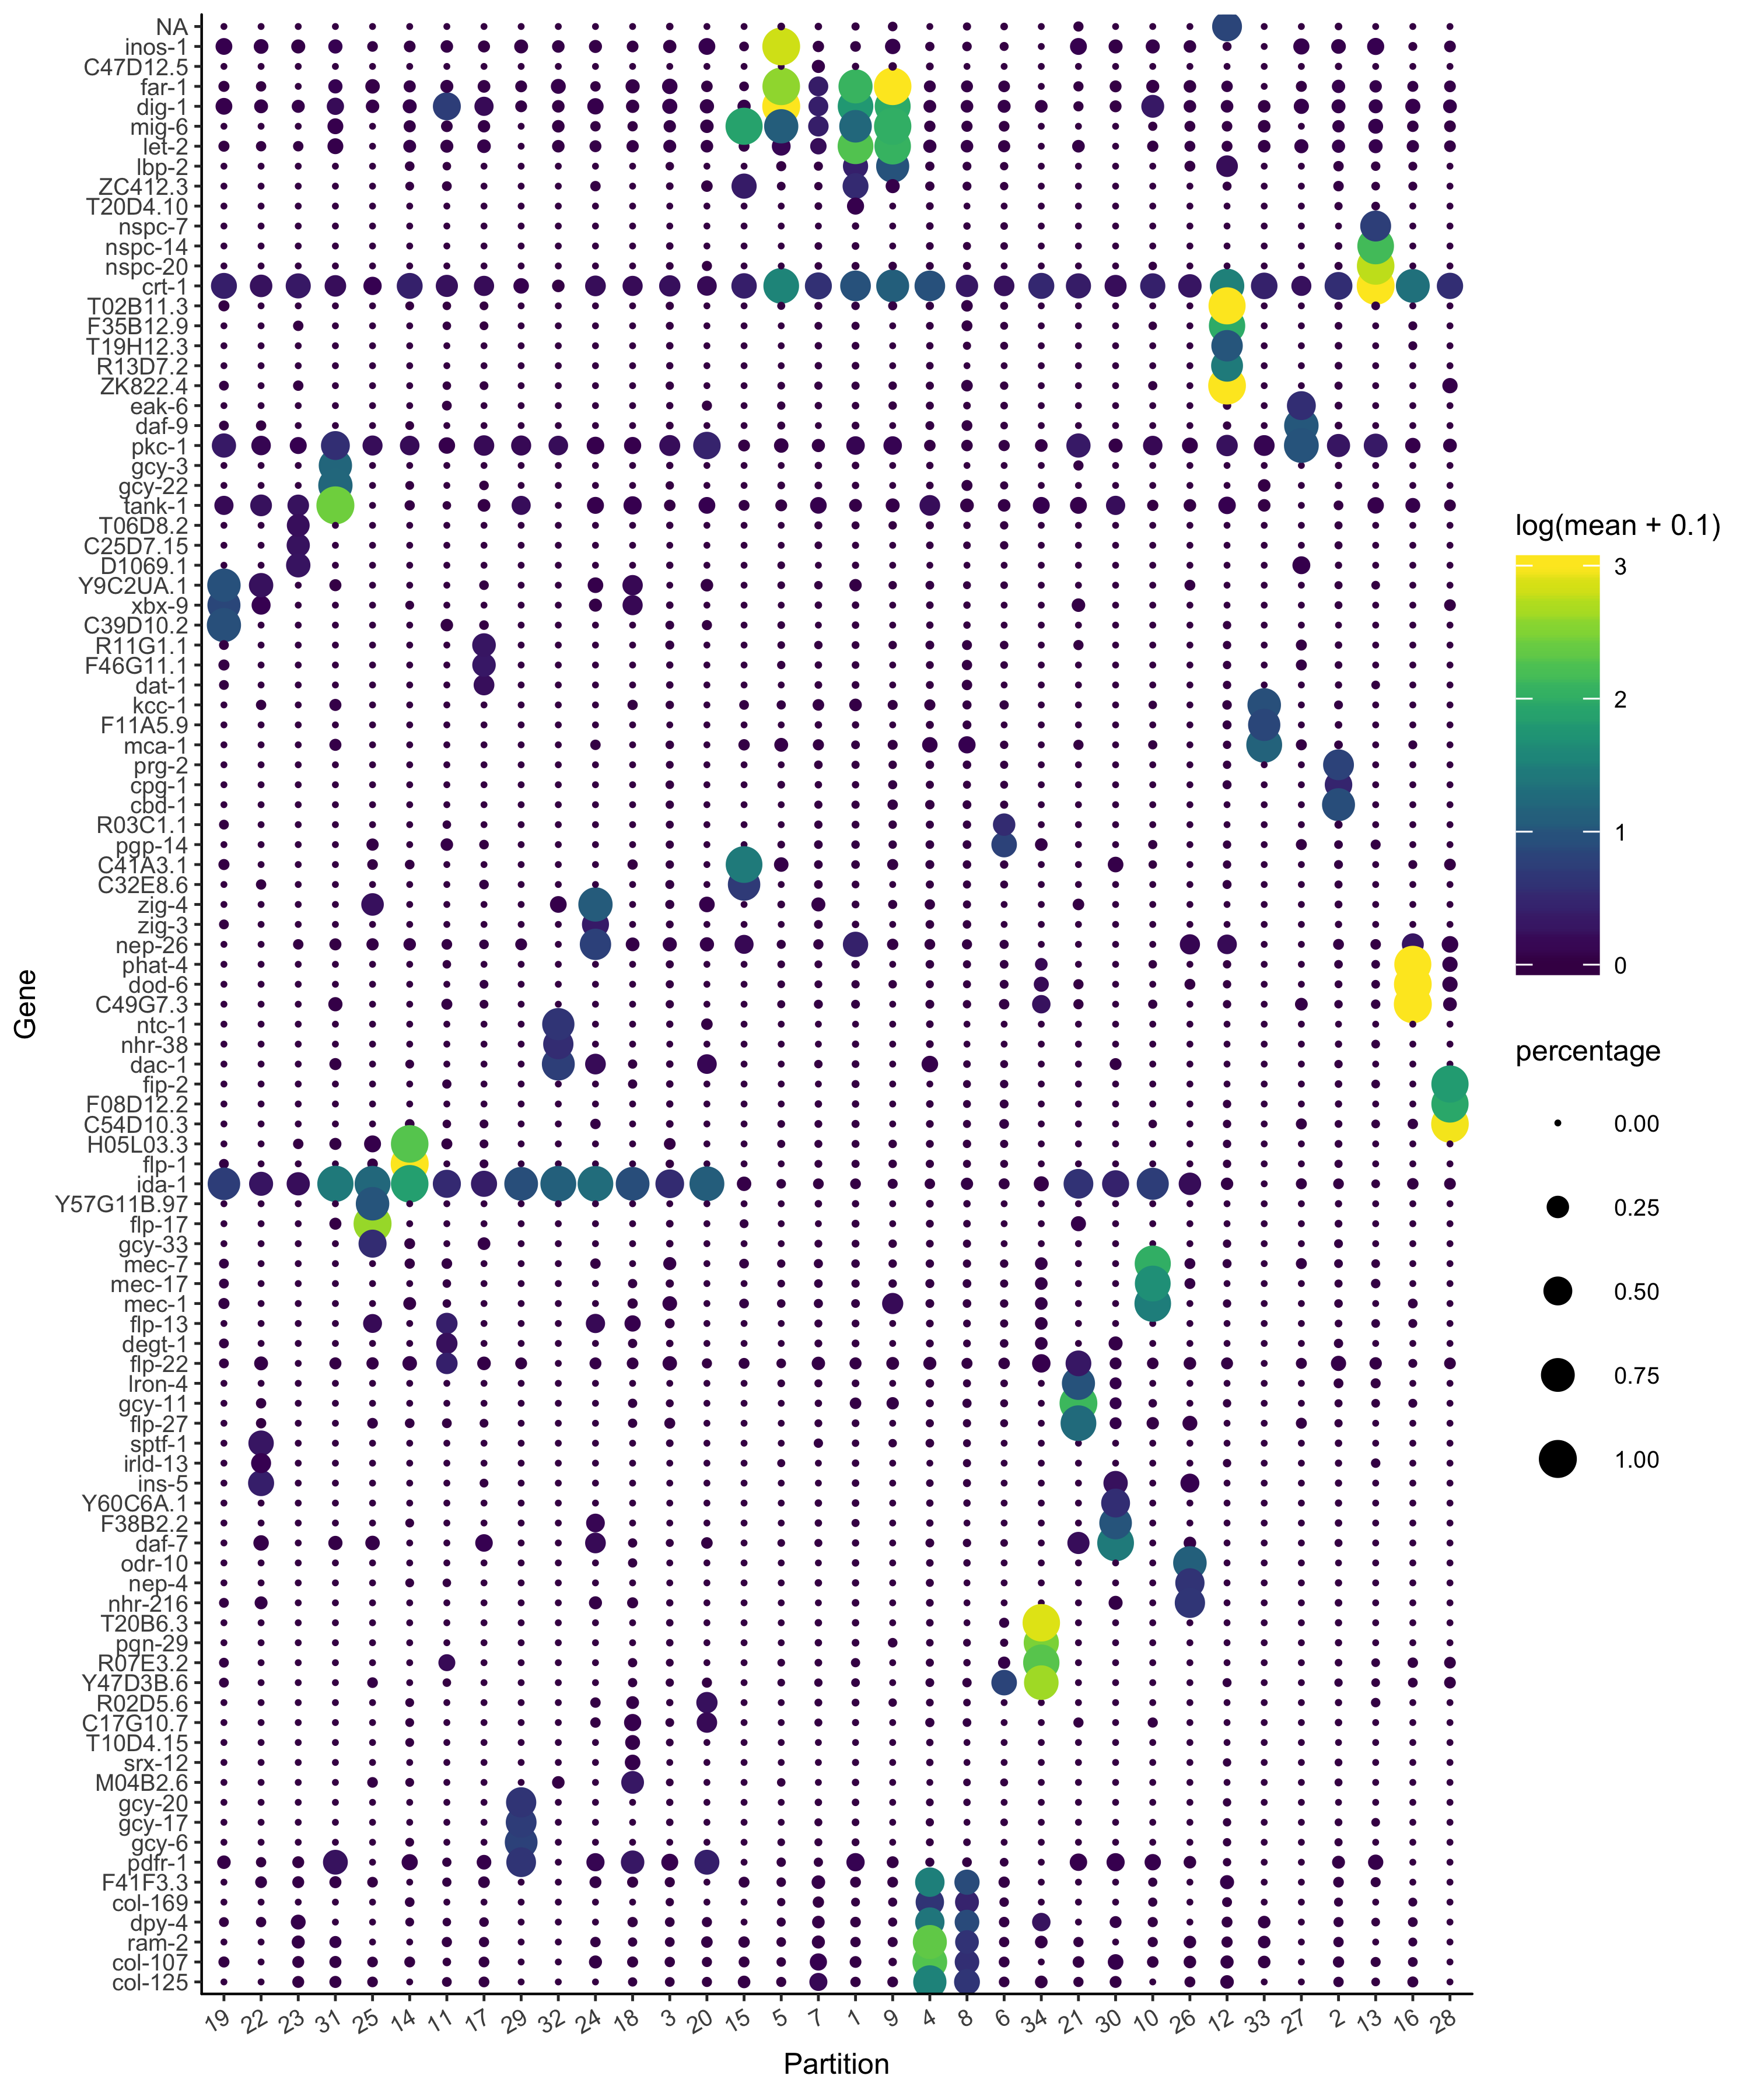 Gene
NA
inos-1
C47D12.5
far-1
dig-1
mig-6
let-2
lbp-2
ZC412.3
T20D4.10
nspc-7
nspc-14
nspc-20
crt-1
T02B11.3
F35B12.9
T19H12.3
R13D7.2
ZK822.4
eak-6
daf-9
pkc-1
gcy-3
gcy-22
tank-1
T06D8.2
C25D7.15
D1069.1
Y9C2UA.1
xbx-9
C39D10.2
R11G1.1
F46G11.1
dat-1
kcc-1
F11A5.9
mca-1
prg-2
cpg-1
cbd-1
R03C1.1
pgp-14
C41A3.1
C32E8.6
zig-4
zig-3
nep-26
phat-4
dod-6
C49G7.3
ntc-1
nhr-38
dac-1
fip-2
F08D12.2
C54D10.3
H05L03.3
flp-1
ida-1
Y57G11B.97
flp-17
gcy-33
mec-7
mec-17
mec-1
flp-13
degt-1
flp-22
lron-4
gcy-11
flp-27
sptf-1
irld-13
ins-5
Y60C6A.1
F38B2.2
daf-7
odr-10
nep-4
nhr-216
T20B6.3
pgn-29
R07E3.2
Y47D3B.6
R02D5.6
C17G10.7
T10D4.15
srx-12
M04B2.6
gcy-20
gcy-17
gcy-6
pdfr-1
F41F3.3
col-169
dpy-4
ram-2
col-107
col-125
19 22 23 31 25 14 11 17 29 32 24 18 3 20 15 5 7 1 9 4 8 6 34 21 30 10 26 12 33 27 2 13 16 28
Partition
log(mean + 0.1)
3
2
1
0
percentage
0.00
0.25
0.50
0.75
1.00